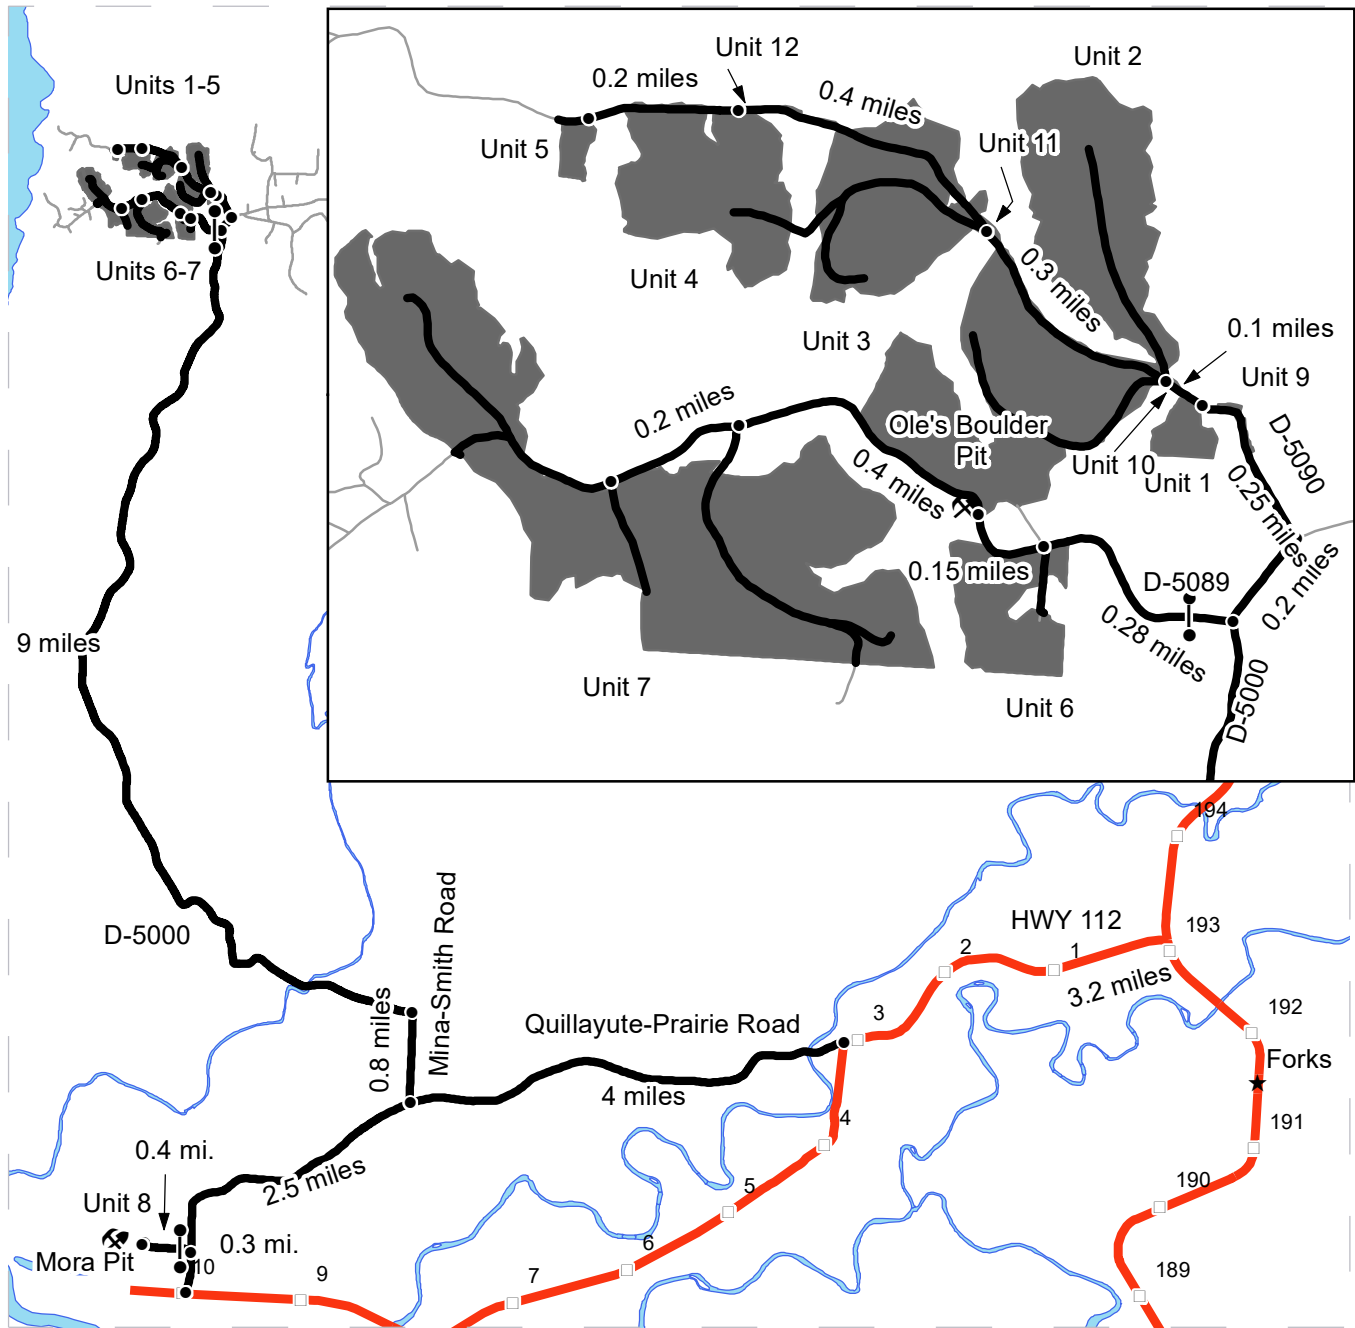 Units 1-5
Units 6-7
Unit 12
0.2 miles
0.4 miles
Unit 2
Unit 5
Unit 11
Unit 4
0.3 miles
Unit 3
0.1 miles
Unit 9
0.2 miles
Ole's Boulder
Pit
D-5090
Unit 10
Unit 1
0.25 miles
0.4 miles
0.15 miles
D-5089
0.2 miles
0.28 miles
Unit 7
Unit 6
D-5000
9 miles
194
D-5000
Mina-Smith Road
HWY 112
193
2
1
3.2 miles
0.8 miles
Quillayute-Prairie Road
3
192
Forks
4 miles
4
191
0.4 mi.
2.5 miles
5
190
Unit 8
0.3 mi.
Mora Pit
10
9
6
7
189